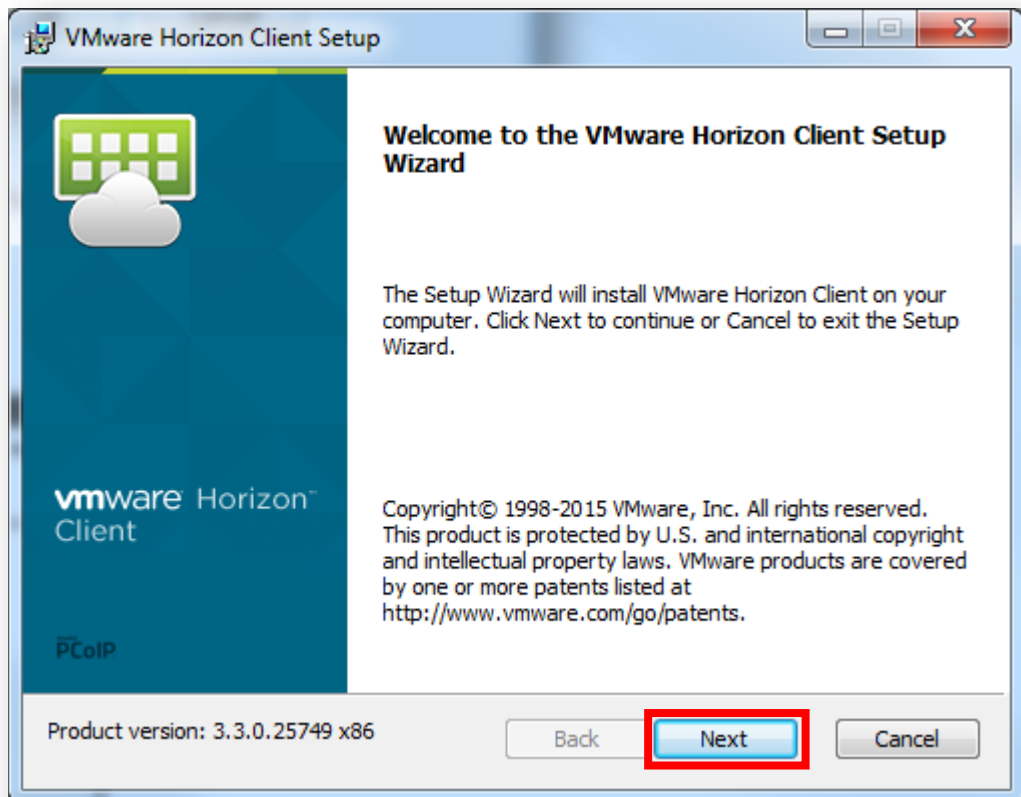 VMware Horizon Client Setup
Welcome to the VMware Horizon Client Setup
Wizard
The Setup Wizard will install VMware Horizon Client on your
computer. Click Next to continue or Cancel to exit the Setup
Wizard.
vmware Horizon™
Client
Copyright© 1998-2015 VMware, Inc. All rights reserved.
This product is protected by U.S. and international copyright
and intellectual property laws. VMware products are covered
by one or more patents listed at
http://www.vmware.com/go/patents.
PCoIP
Product version: 3.3.0.25749 x86
Back
Next
Cancel